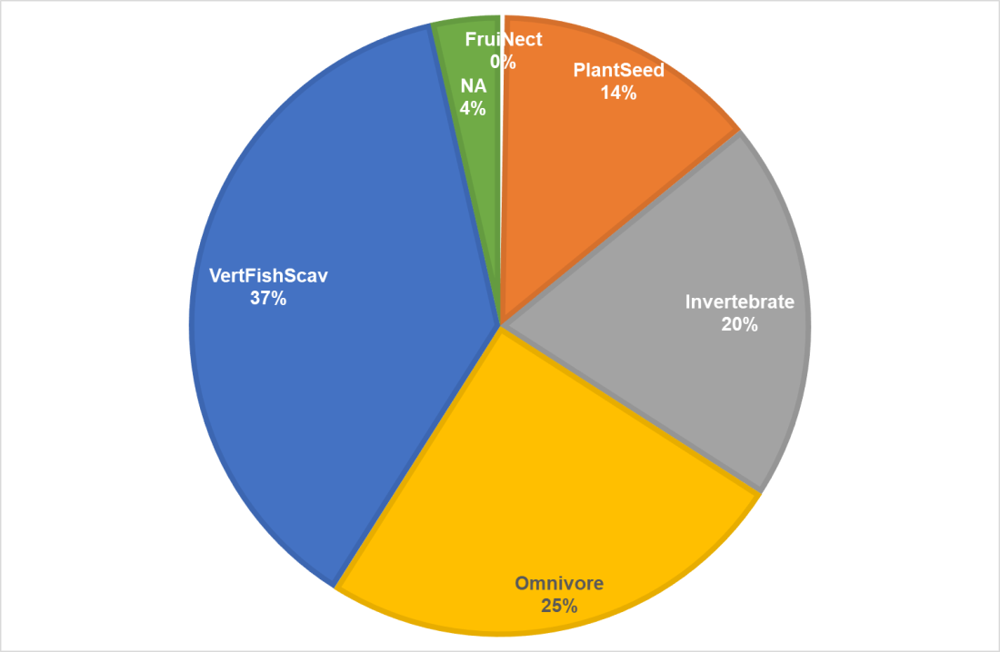 FruiNect
0%
PlantSeed
14%
NA
4%
VertFishScav
37%
Invertebrate
20%
Omnivore
25%